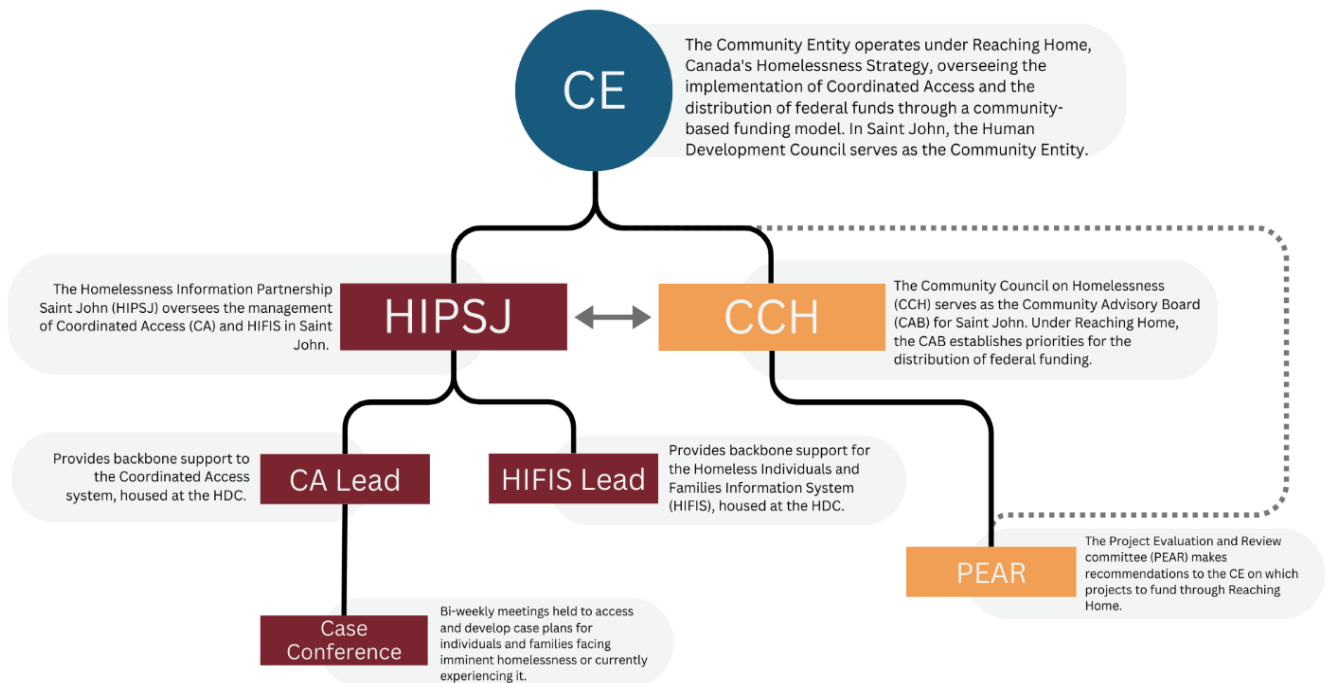 CE
The Community Entity operates under Reaching Home,
Canada's Homelessness Strategy, overseeing the
implementation of Coordinated Access and the
distribution of federal funds through a community-
based funding model. In Saint John, the Human
Development Council serves as the Community Entity.
The Homelessness Information Partnership
Saint John (HIPSJ) oversees the management
of Coordinated Access (CA) and HIFIS in Saint
John.
HIPSJ
CCH
The Community Council on Homelessness
(CCH) serves as the Community Advisory Board
(CAB) for Saint John. Under Reaching Home,
the CAB establishes priorities for the
distribution of federal funding.
Provides backbone support to
the Coordinated Access
system, housed at the HDC.
CA Lead
HIFIS Lead
Provides backbone support for
the Homeless Individuals and
Families Information System
(HIFIS), housed at the HDC.
PEAR
The Project Evaluation and Review
committee (PEAR) makes
recommendations to the CE on which
projects to fund through Reaching
Home.
Case
Conference
Bi-weekly meetings held to access
and develop case plans for
individuals and families facing
imminent homelessness or currently
experiencing it.